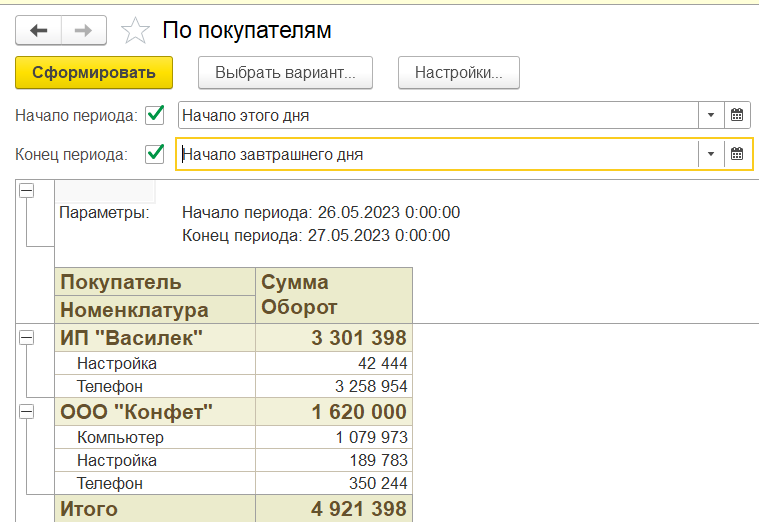 По покупателям
Сформировать Выбрать вариант... Настройки...
Начало периода: Начало этого дня
Конец периода: Начало завтрашнего дня
Параметры: Начало периода: 26.05.2023 0:00:00
Конец периода: 27.05.2023 0:00:00
Покупатель Сумма
Номенклатура Оборот
ИП "Василек" 3 301 398
Настройка 42 444
Телефон 3 258 954
ООО "Конфет" 1 620 000
Компьютер 1 079 973
Настройка 189 783
Телефон 350 244
Итого 4 921 398